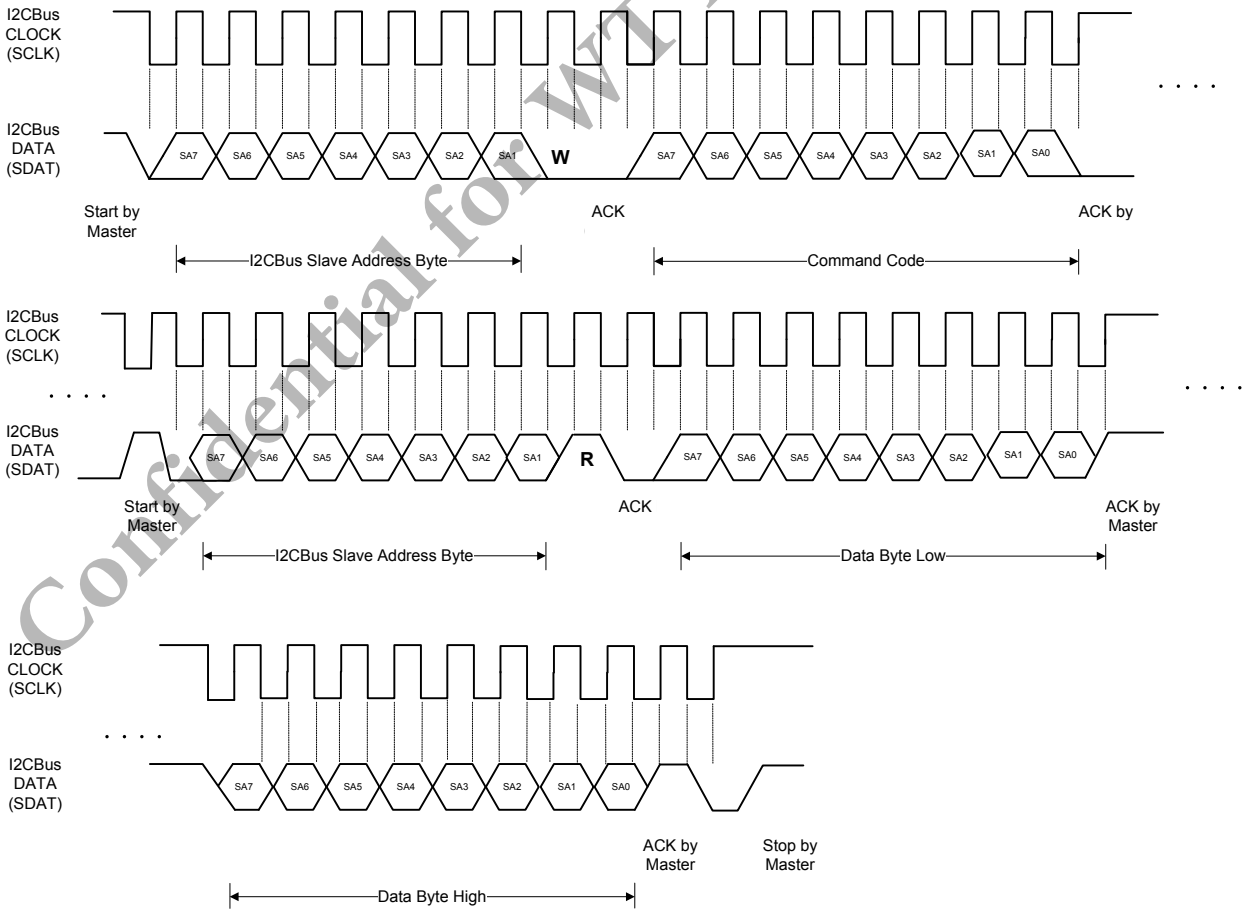 I2CBus
CLOCK
(SCLK)
. . . .
I2CBus
DATA
(SDAT)
SA7 SA6 SA5 SA4 SA3 SA2 SA1 W SA7 SA6 SA5 SA4 SA3 SA2 SA1 SA0
Start by
Master
ACK
ACK by
I2CBus Slave Address Byte
Command Code
I2CBus
CLOCK
(SCLK)
. . . .
. . . .
I2CBus
DATA
(SDAT)
SA7 SA6 SA5 SA4 SA3 SA2 SA1 R SA7 SA6 SA5 SA4 SA3 SA2 SA1 SA0
Start by
Master
ACK
ACK by
Master
I2CBus Slave Address Byte
Data Byte Low
I2CBus
CLOCK
(SCLK)
. . . .
I2CBus
DATA
(SDAT)
SA7 SA6 SA5 SA4 SA3 SA2 SA1 SA0
ACK by
Master
Stop by
Master
Data Byte High
Confidential for WT